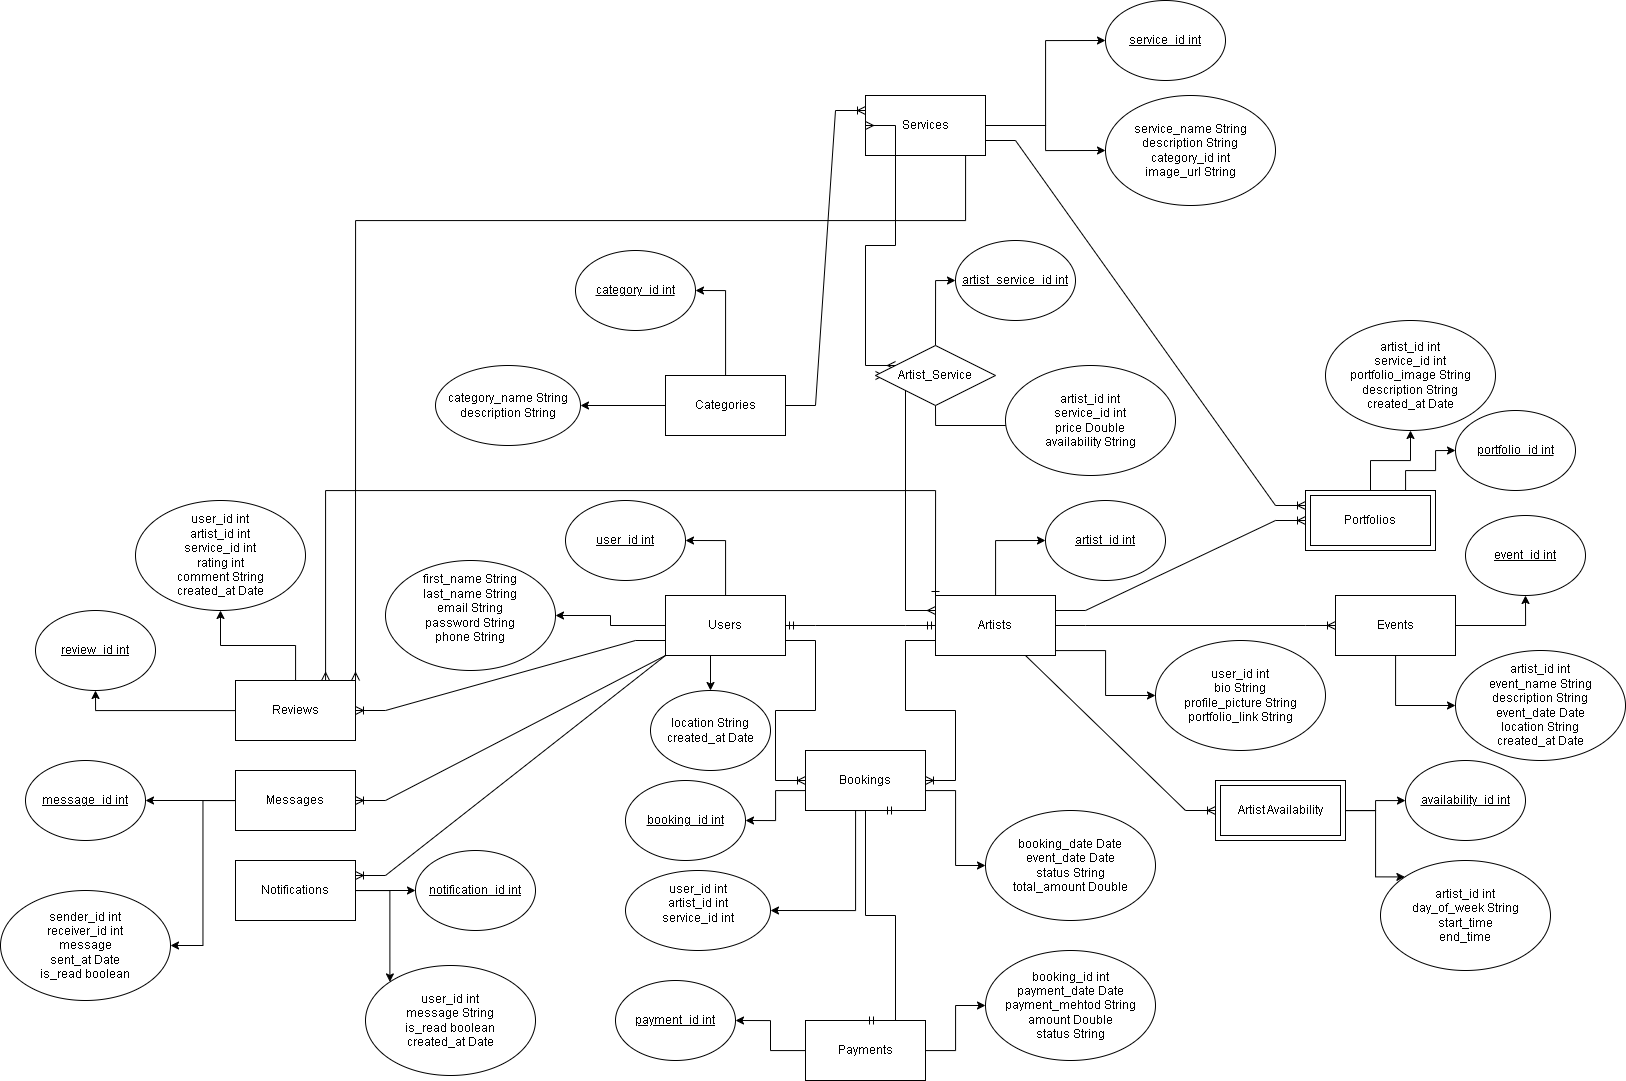 service_id int
Services
service_name String
description String
category_id int
image_url String
category_id int
artist_service_id int
Artist_Service
category_name String
description String
Categories
artist_id int
service_id int
price Double
availability String
artist_id int
service_id int
portfolio_image String
description String
created_at Date
portfolio_id int
Portfolios
user_id int
artist_id int
service_id int
rating int
comment String
created_at Date
user_id int
artist_id int
event_id int
first_name String
last_name String
email String
password String
phone String
Users
Artists
Events
review_id int
Reviews
location String
created_at Date
user_id int
bio String
profile_picture String
portfolio_link String
artist_id int
event_name String
description String
event_date Date
location String
created_at Date
message_id int
Messages
Bookings
booking_id int
Artist Availability
availability_id int
Notifications
notification_id int
user_id int
artist_id int
service_id int
booking_date Date
event_date Date
status String
total_amount Double
artist_id int
day_of_week String
start_time
end_time
sender_id int
receiver_id int
message
sent_at Date
is_read boolean
user_id int
message String
is_read boolean
created_at Date
payment_id int
Payments
booking_id int
payment_date Date
payment_mehtod String
amount Double
status String